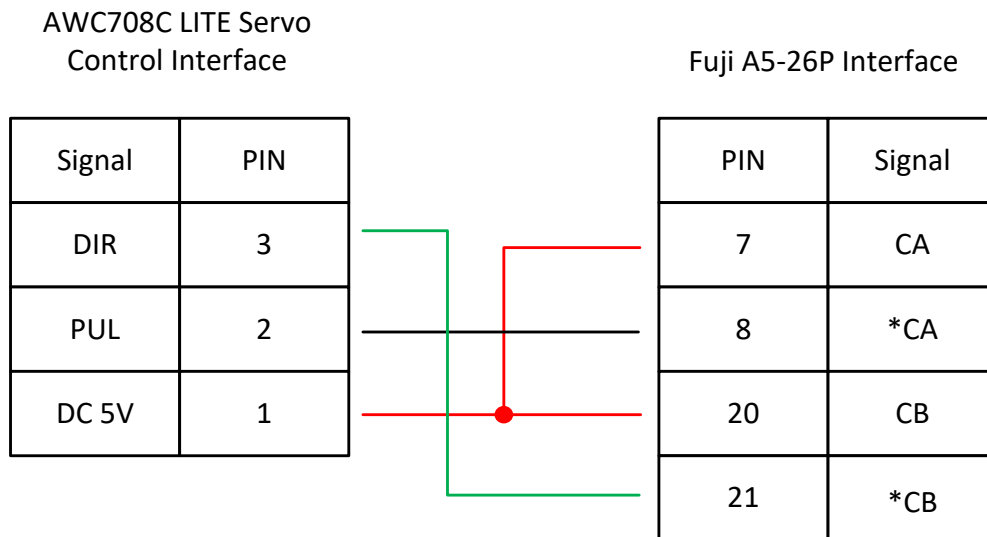 AWC708C LITE Servo
Control Interface
Fuji A5-26P Interface
Signal PIN
DIR 3
PUL 2
DC 5V 1
PIN Signal
7 CA
8 *CA
20 CB
21 *CB